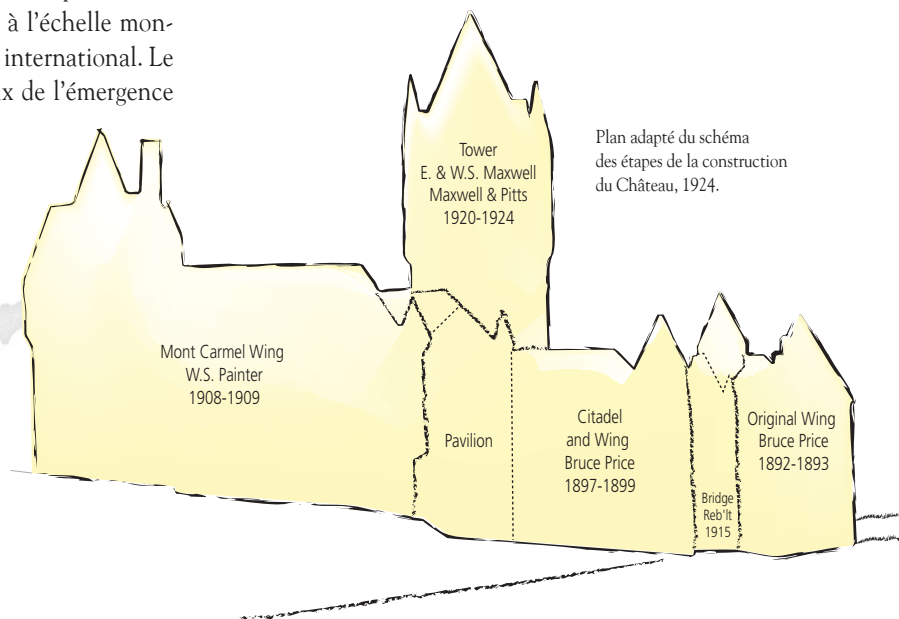 à l'échelle mon-
international. Le
de l'émergence
Plan adapté du schéma
des étapes de la construction
du Château, 1924.
Tower
E. & W.S. Maxwell
Maxwell & Pitts
1920-1924
Mont Carmel Wing
W.S. Painter
1908-1909
Pavilion
Citadel
and Wing
Bruce Price
1897-1899
Bridge
Reb'lt
1915
Original Wing
Bruce Price
1892-1893